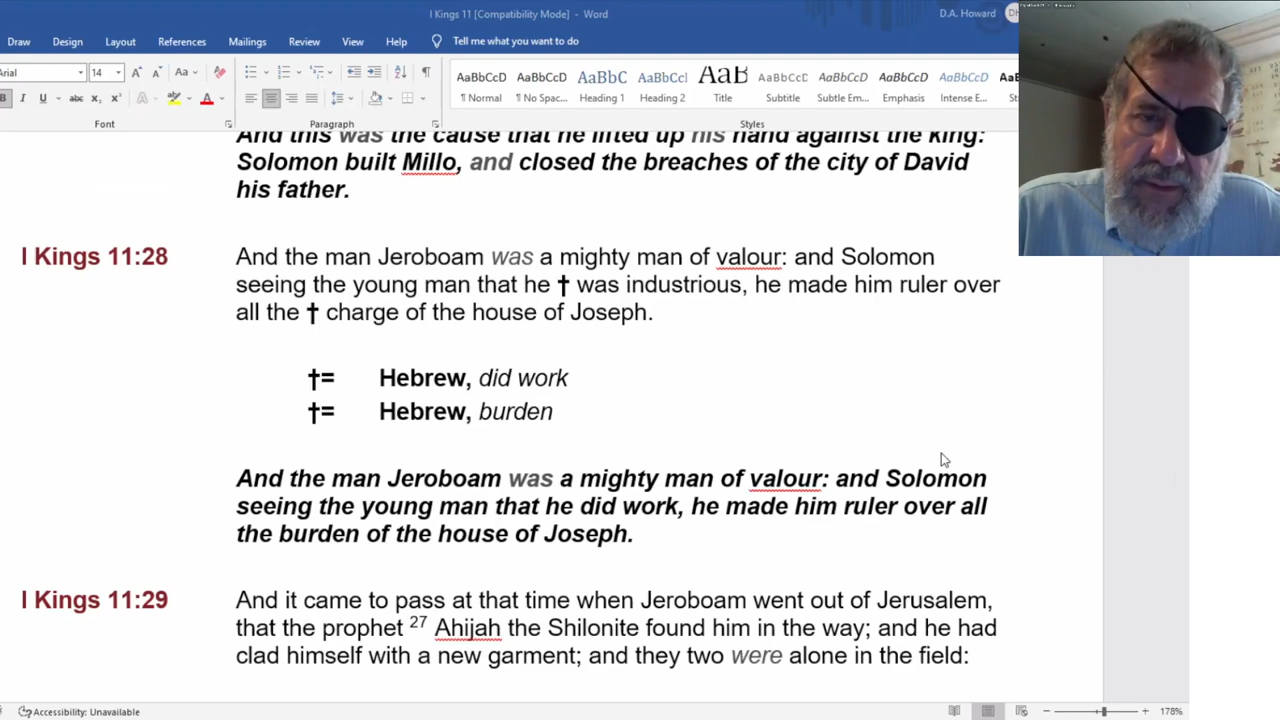 I Kings 11 [Compatibility Mode] - Word
D.A. Howard
DH
Draw Design Layout References Mailings Review View Help Tell me what you want to do
Arial 14
Aa
B I U abc x₂ x² A A
AaBbCcD AaBbCcD AaBbC AaBbCcl AaB AaBbCcD AaBbCcD AaBbCcD AaBbCcD
¶ Normal ¶ No Spac... Heading 1 Heading 2 Title Subtitle Subtle Em... Emphasis Intense E...
Font Paragraph Styles
And this was the cause that he lifted up his hand against the king:
Solomon built Millo, and closed the breaches of the city of David
his father.
I Kings 11:28 And the man Jeroboam was a mighty man of valour: and Solomon
seeing the young man that he † was industrious, he made him ruler over
all the † charge of the house of Joseph.
†= Hebrew, did work
†= Hebrew, burden
And the man Jeroboam was a mighty man of valour: and Solomon
seeing the young man that he did work, he made him ruler over all
the burden of the house of Joseph.
I Kings 11:29 And it came to pass at that time when Jeroboam went out of Jerusalem,
that the prophet 27 Ahijah the Shilonite found him in the way; and he had
clad himself with a new garment; and they two were alone in the field:
Accessibility: Unavailable
178%